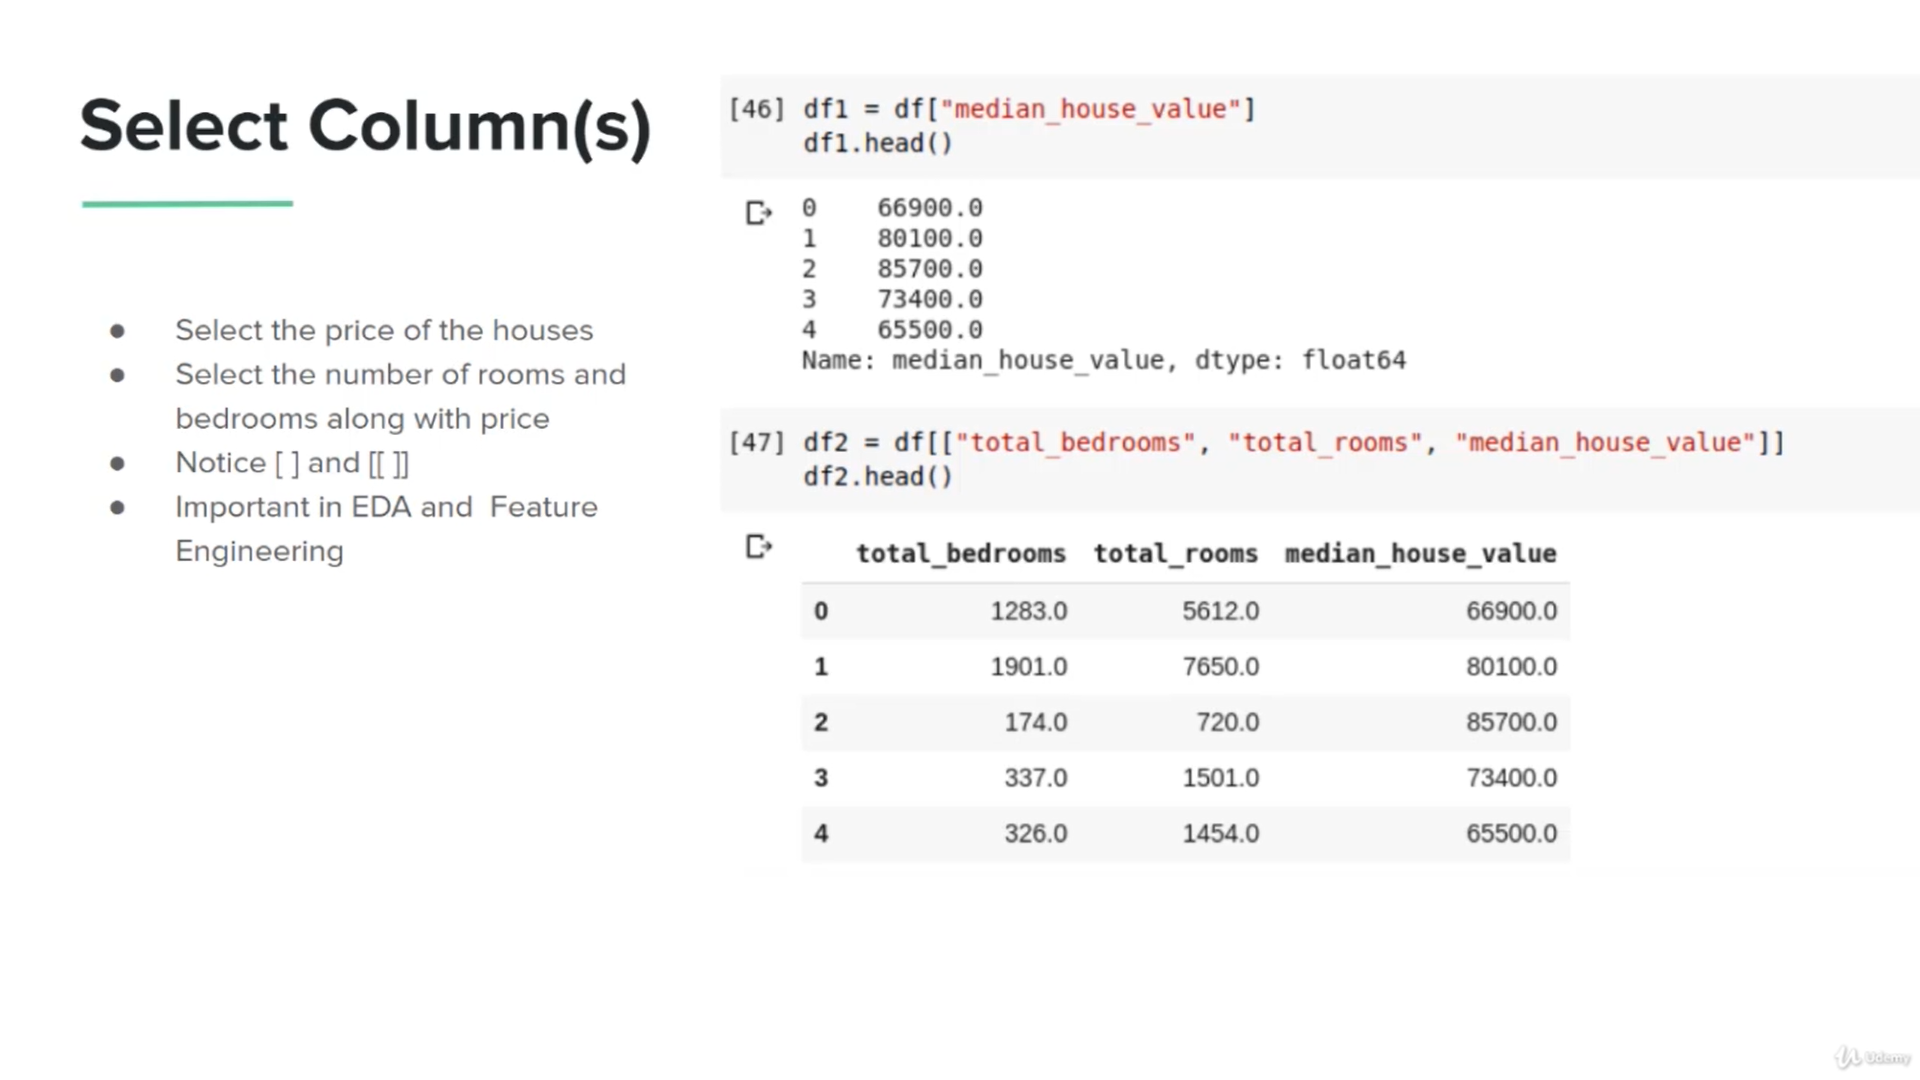 Select Column(s)
● Select the price of the houses
● Select the number of rooms and
bedrooms along with price
● Notice [ ] and [[ ]]
● Important in EDA and  Feature
Engineering
[46] df1 = df["median_house_value"]
df1.head()
0 66900.0
1 80100.0
2 85700.0
3 73400.0
4 65500.0
Name: median_house_value, dtype: float64
[47] df2 = df[["total_bedrooms", "total_rooms", "median_house_value"]]
df2.head()
total_bedrooms total_rooms median_house_value
0 1283.0 5612.0 66900.0
1 1901.0 7650.0 80100.0
2 174.0 720.0 85700.0
3 337.0 1501.0 73400.0
4 326.0 1454.0 65500.0
Udemy